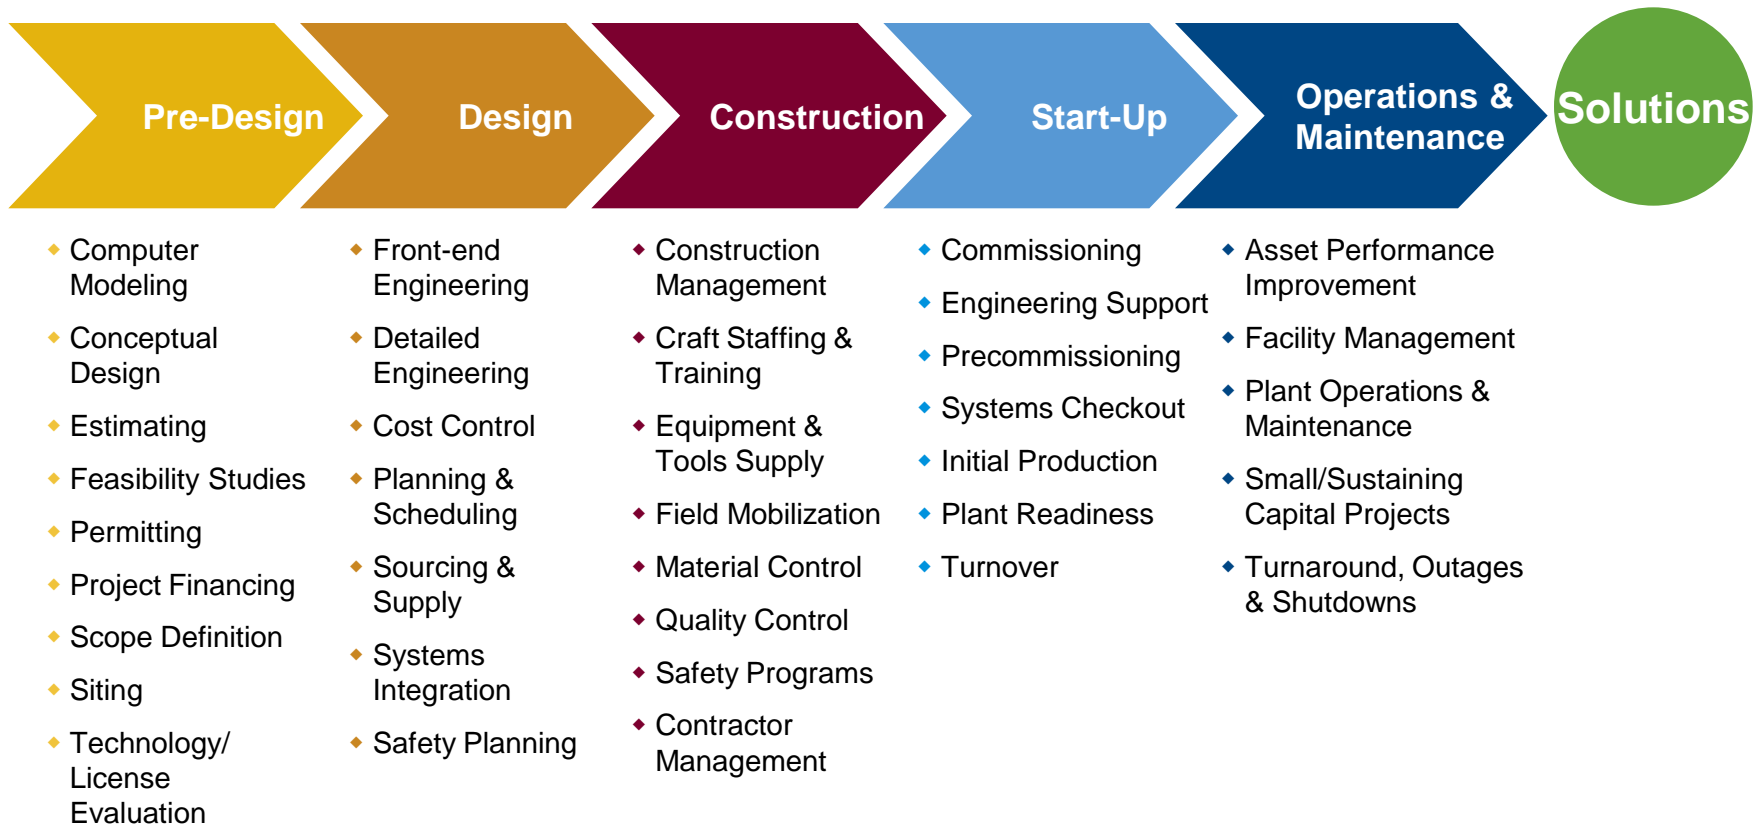 Pre-Design
Design
Construction
Start-Up
Operations &
Maintenance
Solutions
Computer
Modeling
Conceptual
Design
Estimating
Feasibility Studies
Permitting
Project Financing
Scope Definition
Siting
Technology/
License
Evaluation
Front-end
Engineering
Detailed
Engineering
Cost Control
Planning &
Scheduling
Sourcing &
Supply
Systems
Integration
Safety Planning
Construction
Management
Craft Staffing &
Training
Equipment &
Tools Supply
Field Mobilization
Material Control
Quality Control
Safety Programs
Contractor
Management
Commissioning
Engineering Support
Precommissioning
Systems Checkout
Initial Production
Plant Readiness
Turnover
Asset Performance
Improvement
Facility Management
Plant Operations &
Maintenance
Small/Sustaining
Capital Projects
Turnaround, Outages
& Shutdowns